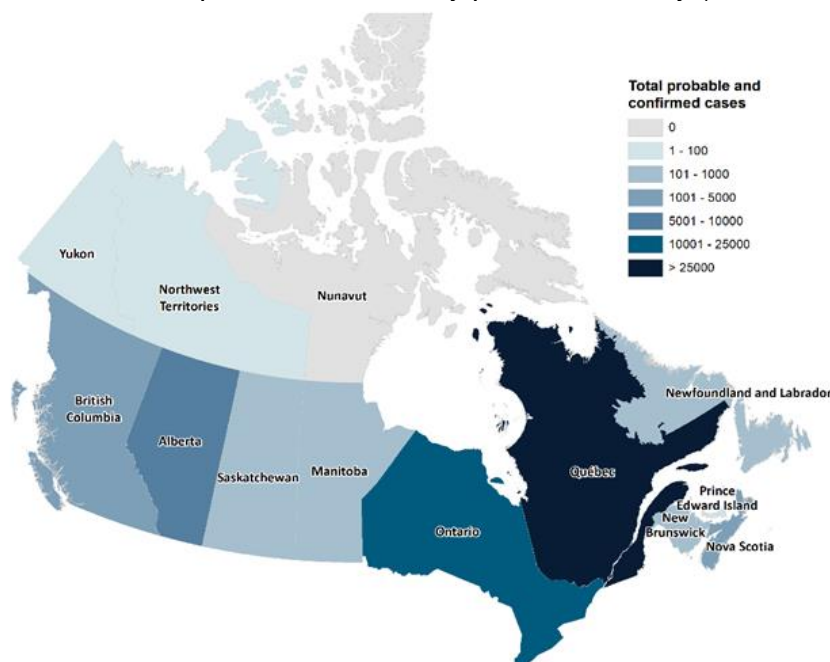 Total probable and
confirmed cases
0
1 - 100
101 - 1000
1001 - 5000
5001 - 10000
10001 - 25000
> 25000
Yukon
Northwest
Territories
Nunavut
British
Columbia
Alberta
Saskatchewan
Manitoba
Ontario
Québec
Newfoundland and Labrador
Prince
Edward Island
New
Brunswick
Nova Scotia